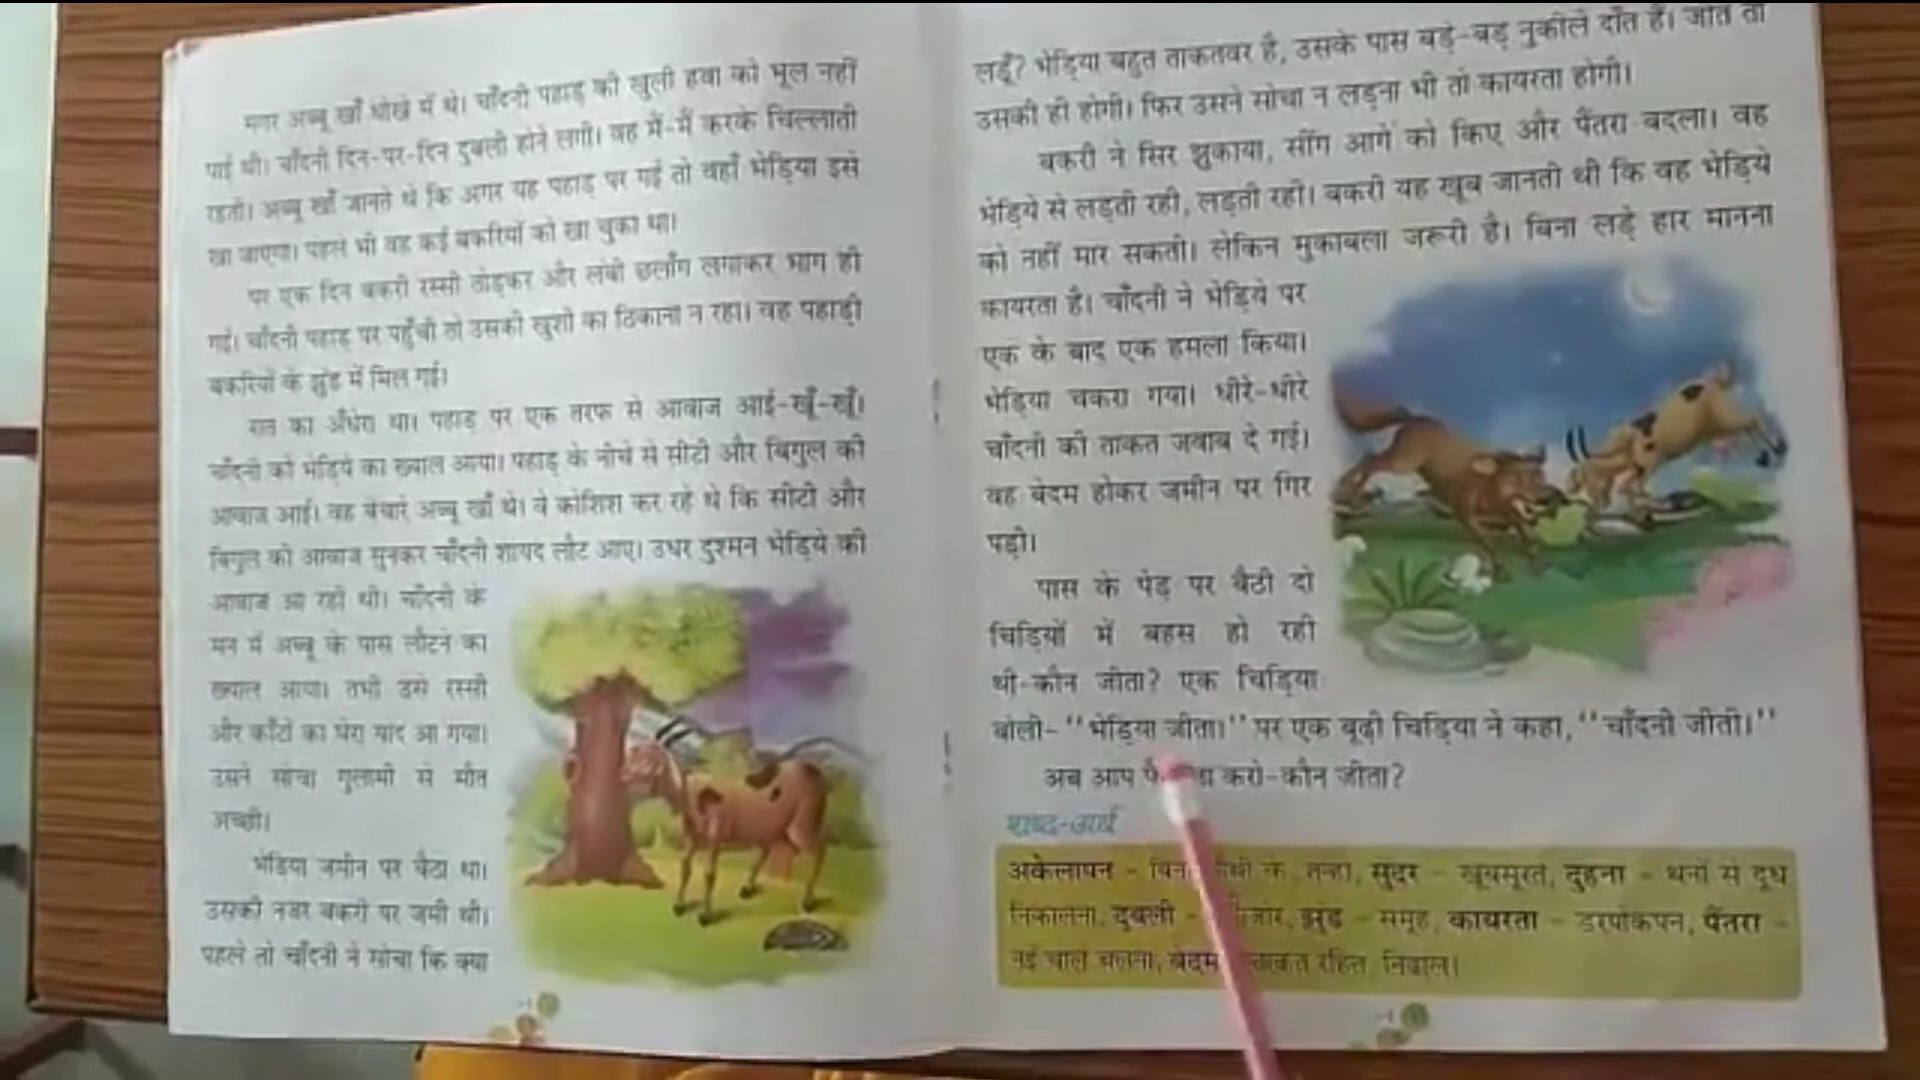 मगर अब्बू खाँ धोखे में थे। चाँदनी पहाड़ की खुली हवा को भूल नहीं
पाई थी। चाँदनी दिन-पर-दिन दुबली होने लगी। वह में-में करके चिल्लाती
रहती। अब्बू खाँ जानते थे कि अगर यह पहाड़ पर गई तो वहाँ भेड़िया इसे
खा जाएगा। पहले भी वह कई बकरियों को खा चुका था।
पर एक दिन बकरी रस्सी तोड़कर और लंबी छलाँग लगाकर भाग ही
गई। चाँदनी पहाड़ पर पहुँची तो उसकी खुशी का ठिकाना न रहा। वह पहाड़ी
बकरियों के झुंड में मिल गई।
रात का अँधेरा था। पहाड़ पर एक तरफ से आवाज आई-खूँ-खूँ।
चाँदनी को भेड़िये का ख्याल आया। पहाड़ के नीचे से सीटी और बिगुल की
आवाज आई। वह बेचारे अब्बू खाँ थे। वे कोशिश कर रहे थे कि सीटी और
बिगुल की आवाज सुनकर चाँदनी शायद लौट आए। उधर दुश्मन भेड़िये की
आवाज आ रही थी। चाँदनी के
मन में अब्बू के पास लौटने का
ख्याल आया। तभी उसे रस्सी
और काँटों का घेरा याद आ गया।
उसने सोचा गुलामी से मौत
अच्छी।
भेड़िया जमीन पर बैठा था।
उसकी नजर बकरी पर जमी थी।
पहले तो चाँदनी ने सोचा कि क्या
लड़ूँ? भेड़िया बहुत ताकतवर है, उसके पास बड़े-बड़े नुकीले दाँत हैं। जीत तो
उसकी ही होगी। फिर उसने सोचा न लड़ना भी तो कायरता होगी।
बकरी ने सिर झुकाया, सींग आगे को किए और पैंतरा बदला। वह
भेड़िये से लड़ती रही, लड़ती रही। बकरी यह खूब जानती थी कि वह भेड़िये
को नहीं मार सकती। लेकिन मुकाबला जरूरी है। बिना लड़े हार मानना
कायरता है। चाँदनी ने भेड़िये पर
एक के बाद एक हमला किया।
भेड़िया चकरा गया। धीरे-धीरे
चाँदनी की ताकत जवाब दे गई।
वह बेदम होकर जमीन पर गिर
पड़ी।
पास के पेड़ पर बैठी दो
चिड़ियों में बहस हो रही
थी-कौन जीता? एक चिड़िया
बोली- ''भेड़िया जीता।'' पर एक बूढ़ी चिड़िया ने कहा, ''चाँदनी जीती।''
अब आप करो-कौन जीता?
शब्द-अर्थ
अकेलापन - के, तन्हा, सुंदर - खूबसूरत, दुहना - थनों से दूध
निकालना, दुबली - झुंड - समूह, कायरता - डरपोकपन, पैंतरा -
नई चाल चलना, बेदम रहित, निढाल।